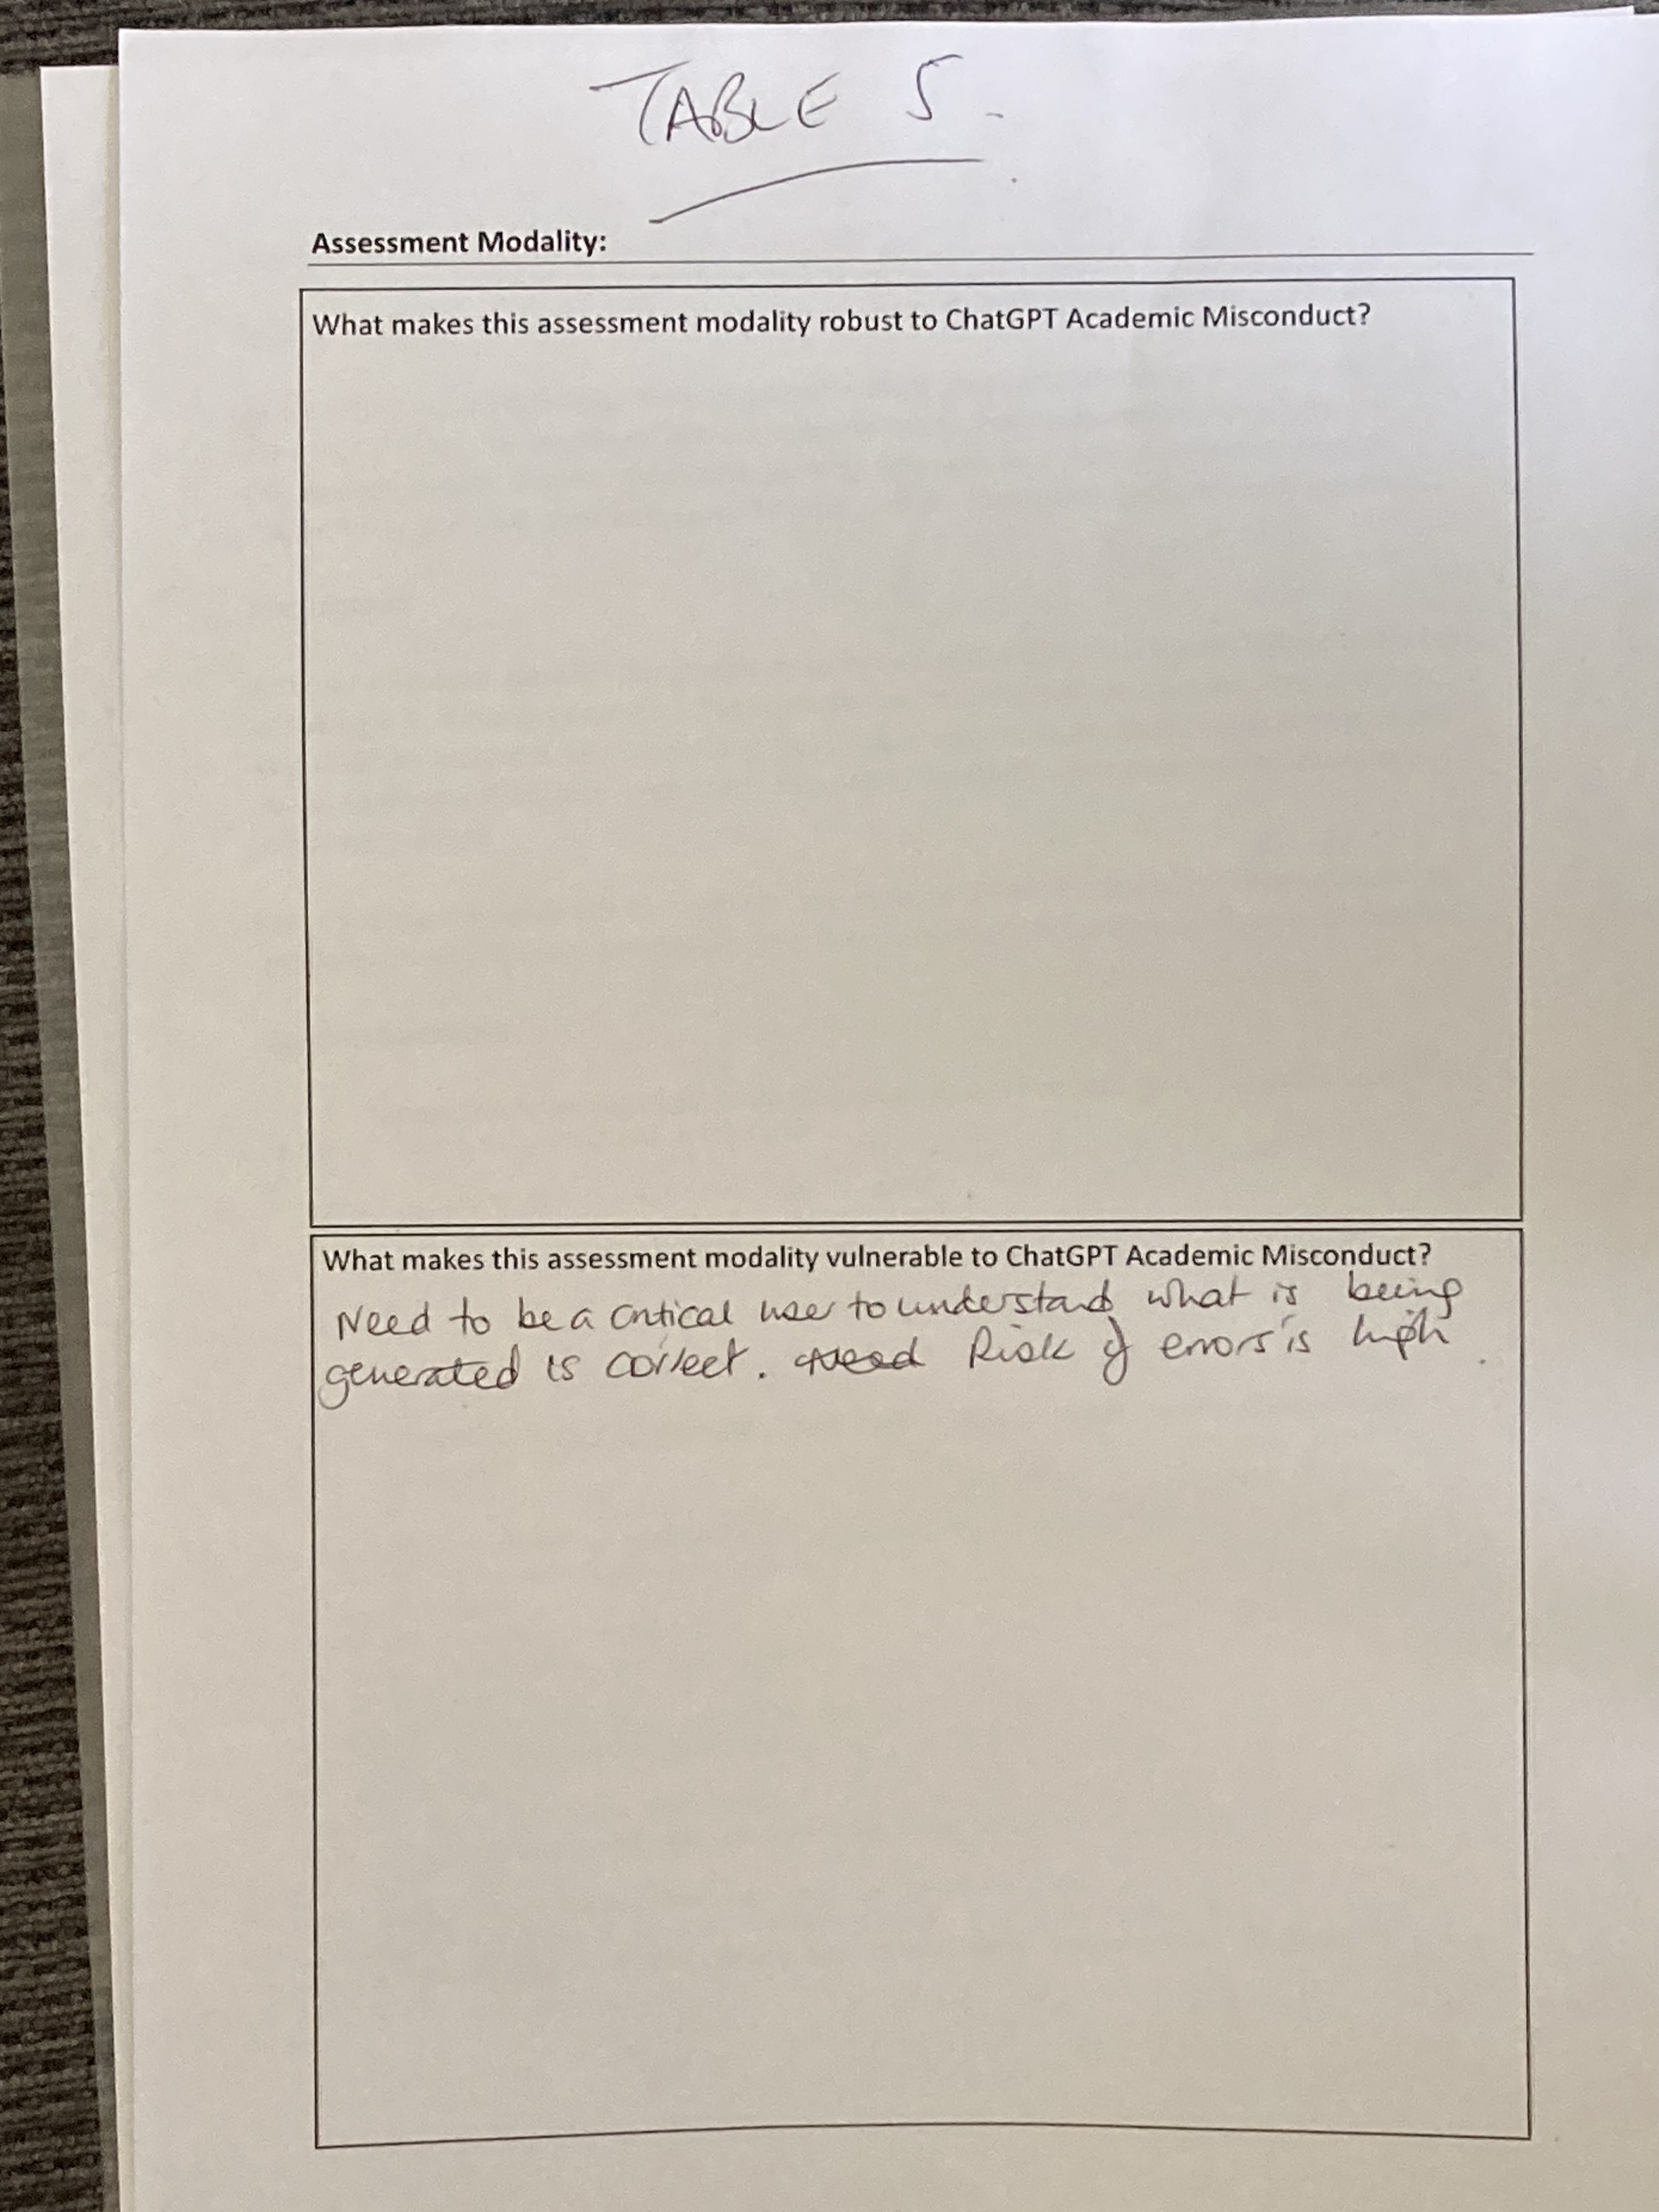 TABLE 5.
Assessment Modality:
What makes this assessment modality robust to ChatGPT Academic Misconduct?
What makes this assessment modality vulnerable to ChatGPT Academic Misconduct?
Need to be a critical user to understand what is being
generated is correct. Need Risk of errors is high.